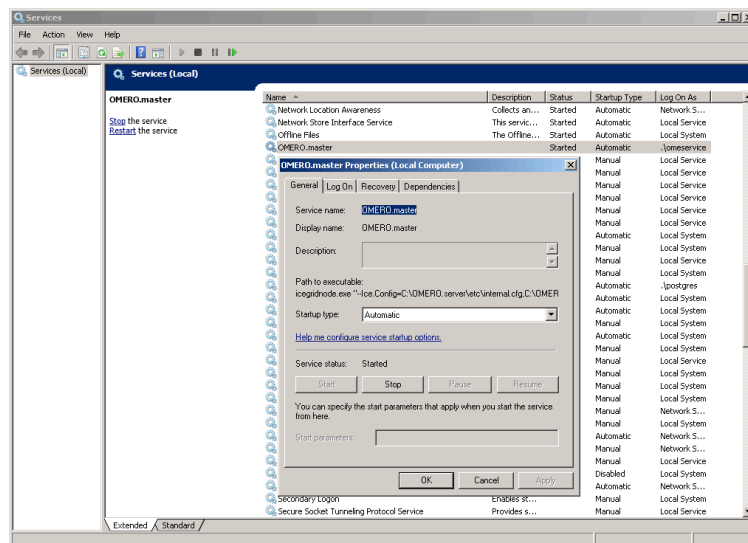 Services
File Action View Help
Services (Local)
Services (Local)
OMERO.master
Stop the service
Restart the service
Name Description Status Startup Type Log On As
Network Location Awareness Collects an... Started Automatic Network S...
Network Store Interface Service This servic... Started Automatic Local Service
Offline Files The Offline... Started Automatic Local System
OMERO.master Started Automatic .\omeservice
Manual Local Service
Manual Local Service
Manual Local Service
Manual Local Service
Manual Local Service
Manual Local Service
Automatic Local System
Manual Local System
Manual Local Service
Manual Local System
Automatic .\postgres
Automatic Local System
Automatic Local System
Manual Local System
Automatic Local System
Manual Local System
Manual Local Service
Manual Local System
Manual Local Service
Manual Local System
Manual Network S...
Manual Local System
Automatic Network S...
Manual Network S...
Manual Local Service
Disabled Local System
Automatic Network S...
Secondary Logon Enables st... Manual Local System
Secure Socket Tunneling Protocol Service Provides s... Manual Local Service
OMERO.master Properties (Local Computer)
General Log On Recovery Dependencies
Service name: OMERO.master
Display name: OMERO.master
Description:
Path to executable:
icegridnode.exe "--Ice.Config=C:\OMERO.server\etc\internal.cfg,C:\OMER
Startup type: Automatic
Help me configure service startup options.
Service status: Started
Start Stop Pause Resume
You can specify the start parameters that apply when you start the service
from here.
Start parameters:
OK Cancel Apply
Extended Standard